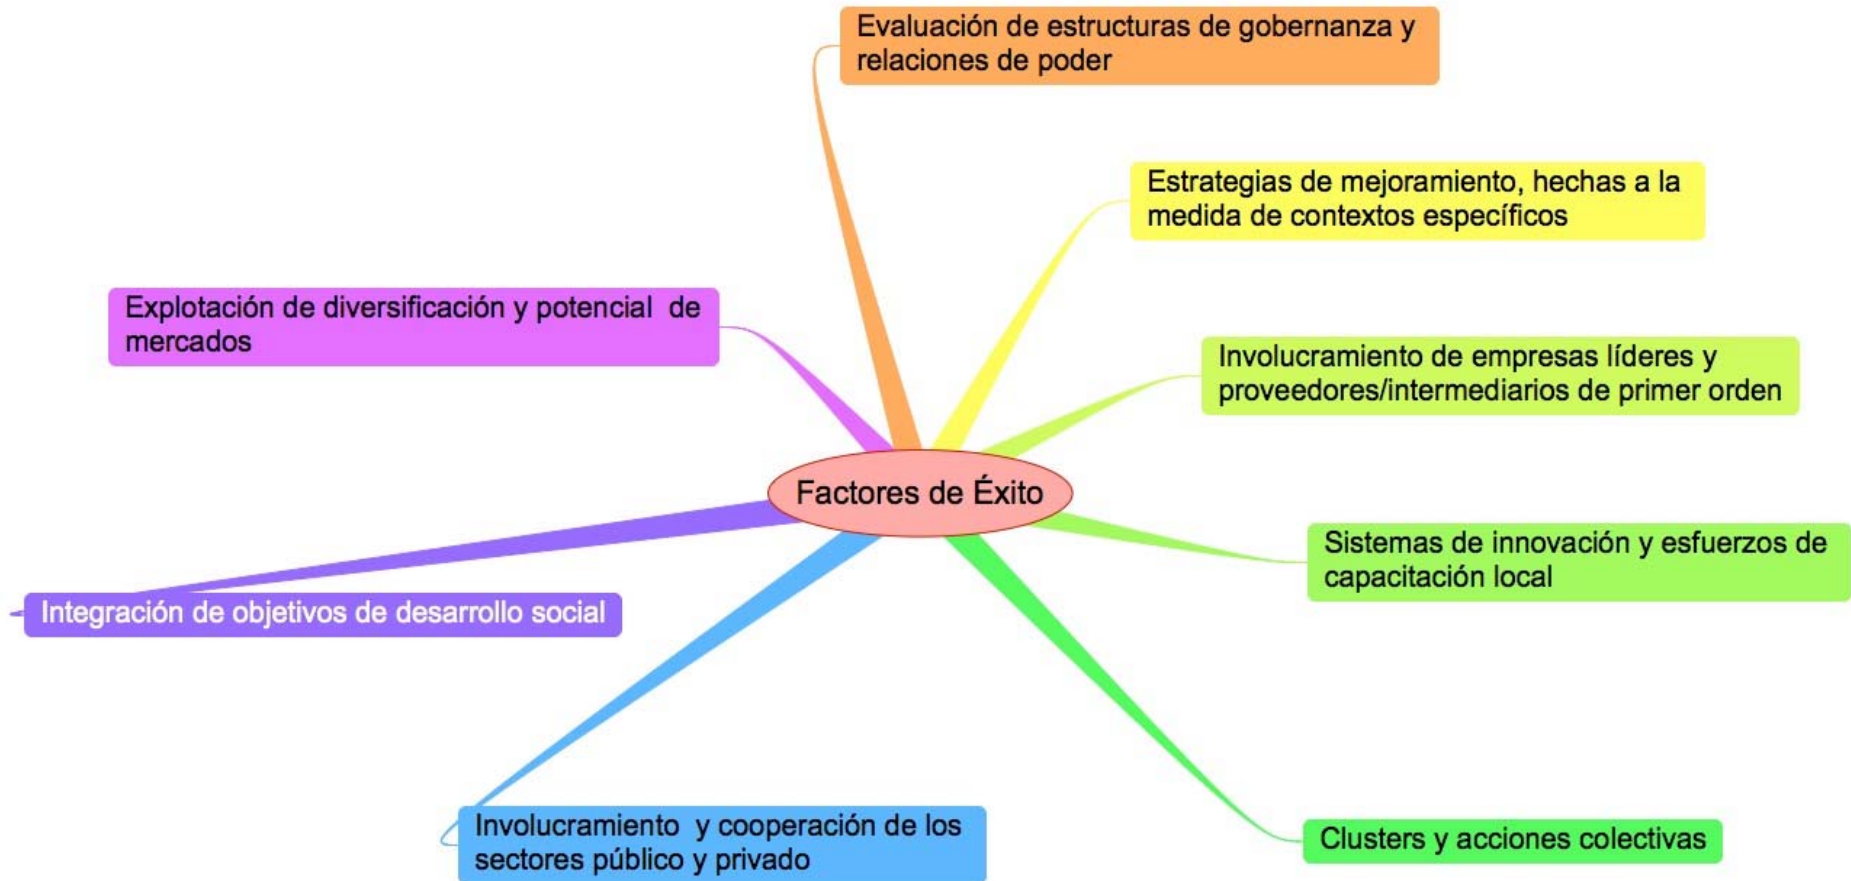 Evaluación de estructuras de gobernanza y
relaciones de poder
Estrategias de mejoramiento, hechas a la
medida de contextos específicos
Explotación de diversificación y potencial  de
mercados
Involucramiento de empresas líderes y
proveedores/intermediarios de primer orden
Factores de Éxito
Sistemas de innovación y esfuerzos de
capacitación local
Integración de objetivos de desarrollo social
Involucramiento  y cooperación de los
sectores público y privado
Clusters y acciones colectivas